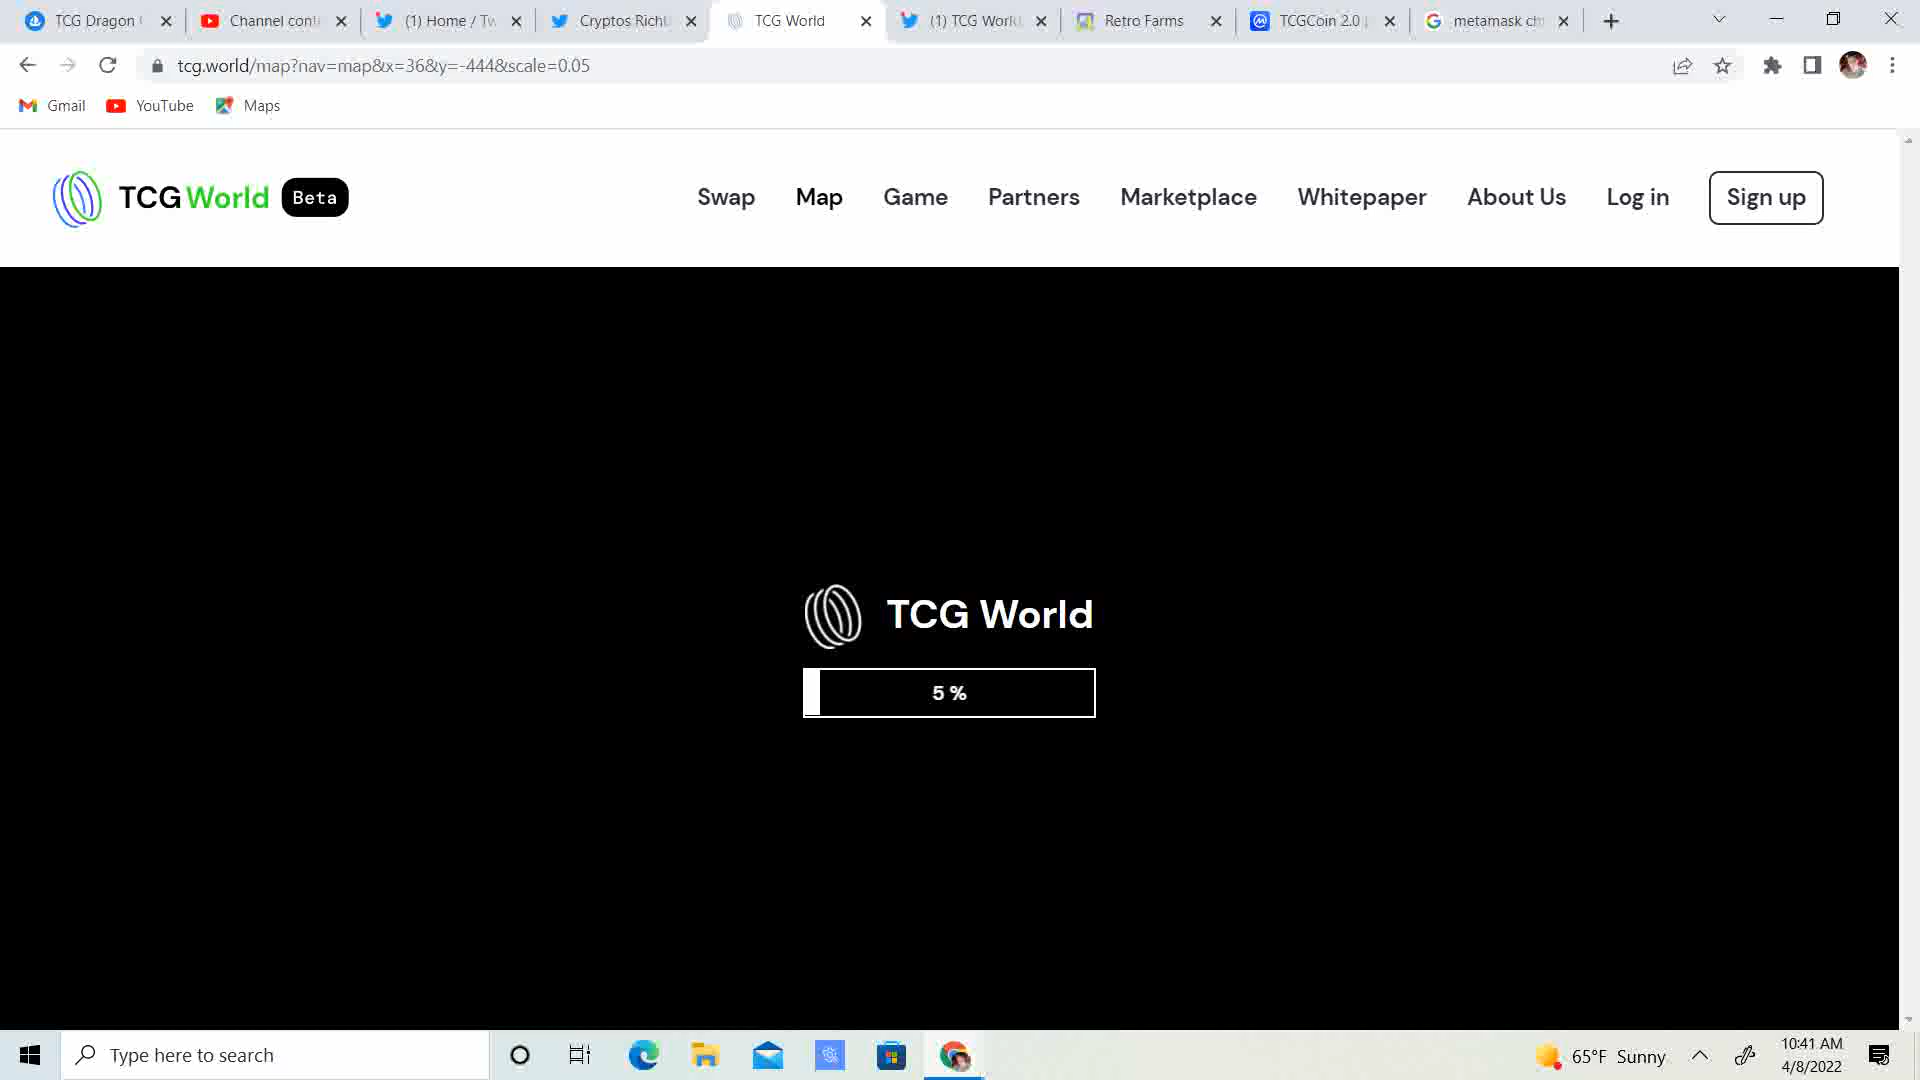 TCG Dragon
Channel cont
(1) Home / Tw
Cryptos Rich
TCG World
(1) TCG World
Retro Farms
TCGCoin 2.0
metamask ch
tcg.world/map?nav=map&x=36&y=-444&scale=0.05
Gmail
YouTube
Maps
TCG World Beta
Swap
Map
Game
Partners
Marketplace
Whitepaper
About Us
Log in
Sign up
TCG World
5 %
Type here to search
65°F Sunny
10:41 AM
4/8/2022